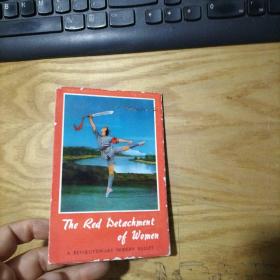 The Red Detachment
of Women
A REVOLUTIONARY MODERN BALLET